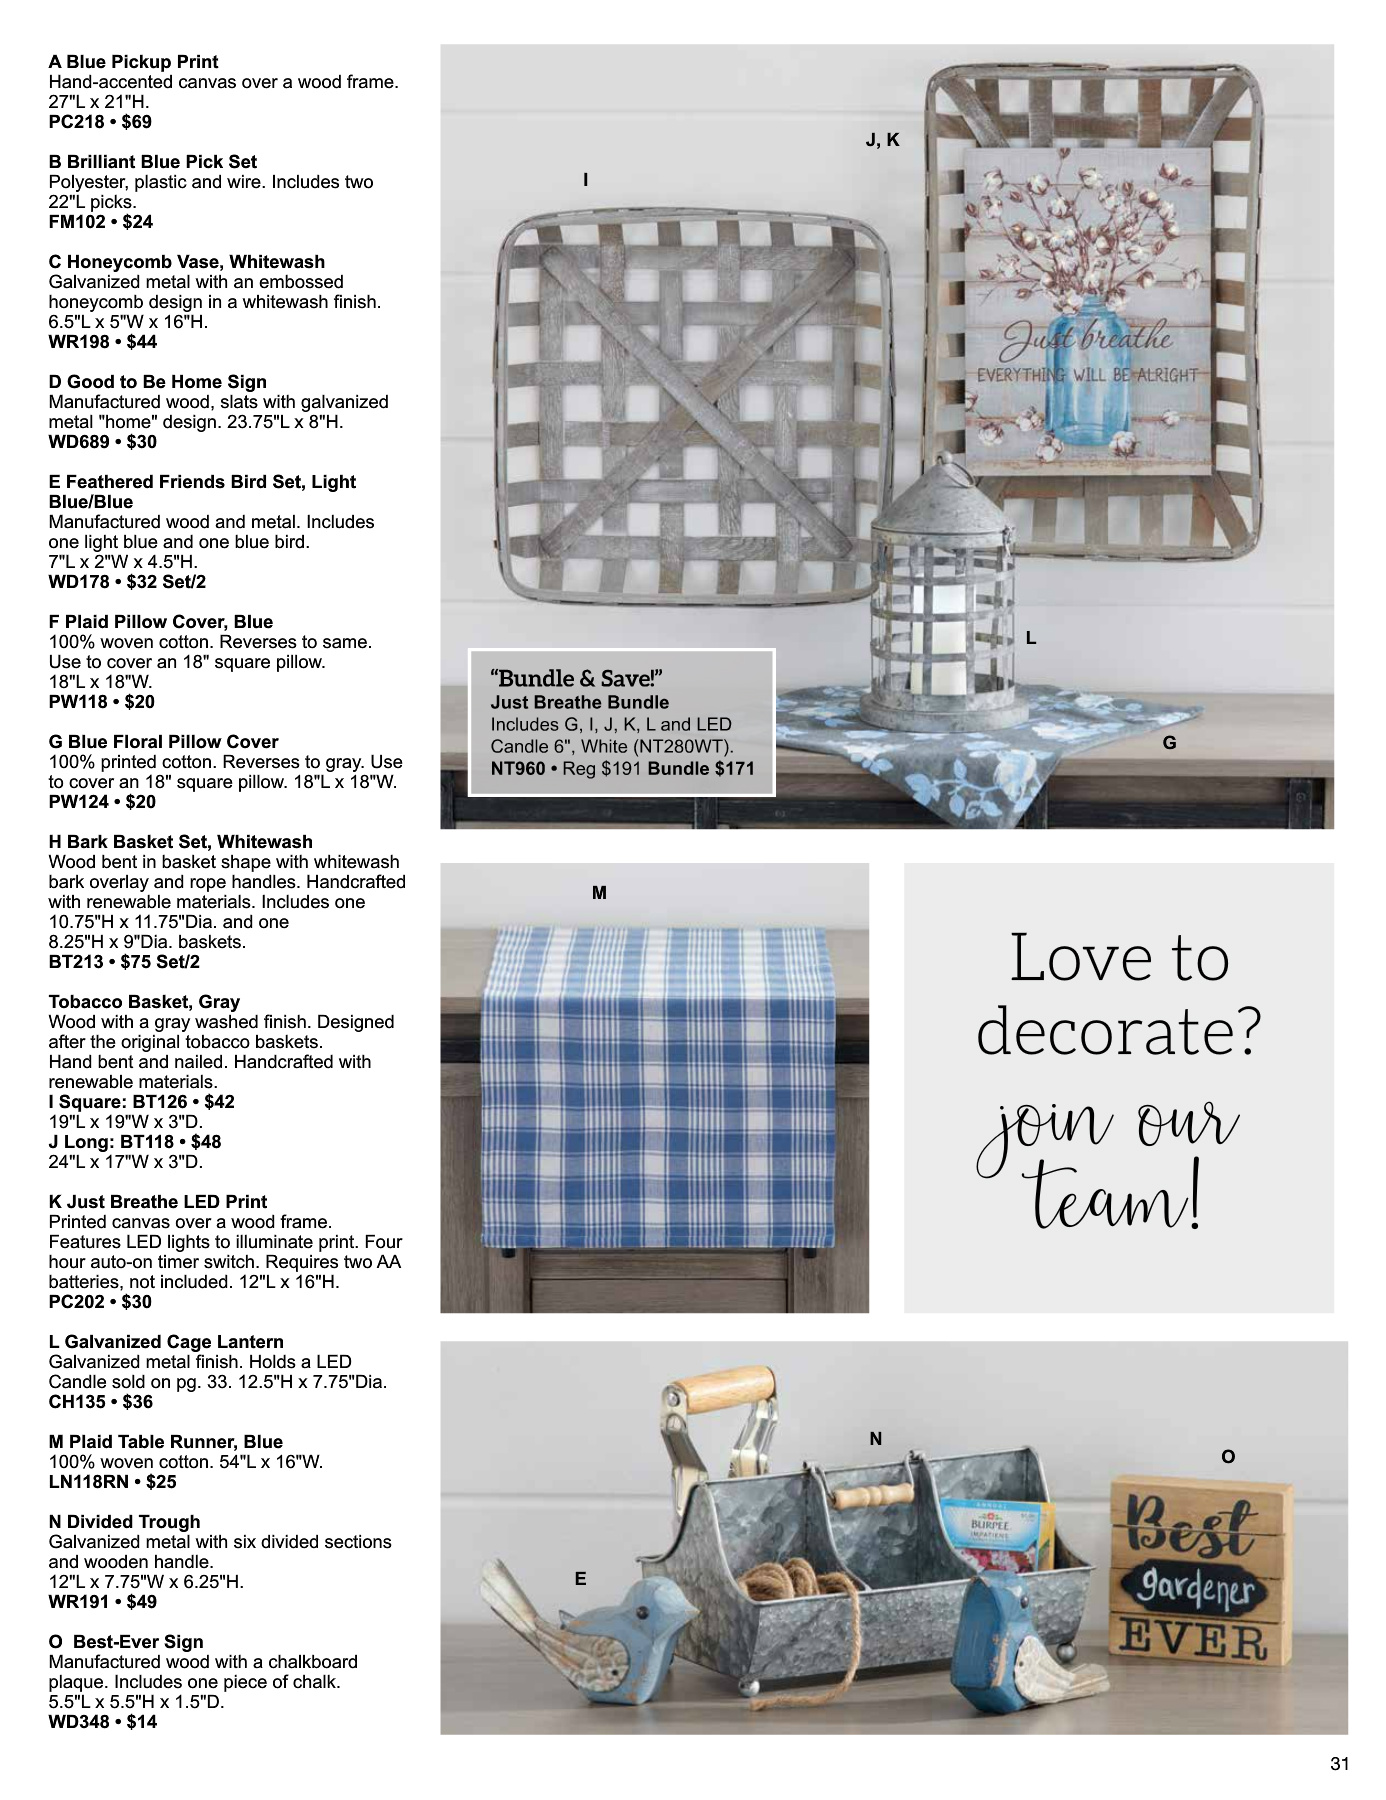 A Blue Pickup Print
Hand-accented canvas over a wood frame.
27"L x 21"H.
PC218 • $69
B Brilliant Blue Pick Set
Polyester, plastic and wire. Includes two
22"L picks.
FM102 • $24
C Honeycomb Vase, Whitewash
Galvanized metal with an embossed
honeycomb design in a whitewash finish.
6.5"L x 5"W x 16"H.
WR198 • $44
D Good to Be Home Sign
Manufactured wood, slats with galvanized
metal "home" design. 23.75"L x 8"H.
WD689 • $30
E Feathered Friends Bird Set, Light
Blue/Blue
Manufactured wood and metal. Includes
one light blue and one blue bird.
7"L x 2"W x 4.5"H.
WD178 • $32 Set/2
F Plaid Pillow Cover, Blue
100% woven cotton. Reverses to same.
Use to cover an 18" square pillow.
18"L x 18"W.
PW118 • $20
G Blue Floral Pillow Cover
100% printed cotton. Reverses to gray. Use
to cover an 18" square pillow. 18"L x 18"W.
PW124 • $20
H Bark Basket Set, Whitewash
Wood bent in basket shape with whitewash
bark overlay and rope handles. Handcrafted
with renewable materials. Includes one
10.75"H x 11.75"Dia. and one
8.25"H x 9"Dia. baskets.
BT213 • $75 Set/2
Tobacco Basket, Gray
Wood with a gray washed finish. Designed
after the original tobacco baskets.
Hand bent and nailed. Handcrafted with
renewable materials.
I Square: BT126 • $42
19"L x 19"W x 3"D.
J Long: BT118 • $48
24"L x 17"W x 3"D.
K Just Breathe LED Print
Printed canvas over a wood frame.
Features LED lights to illuminate print. Four
hour auto-on timer switch. Requires two AA
batteries, not included. 12"L x 16"H.
PC202 • $30
L Galvanized Cage Lantern
Galvanized metal finish. Holds a LED
Candle sold on pg. 33. 12.5"H x 7.75"Dia.
CH135 • $36
M Plaid Table Runner, Blue
100% woven cotton. 54"L x 16"W.
LN118RN • $25
N Divided Trough
Galvanized metal with six divided sections
and wooden handle.
12"L x 7.75"W x 6.25"H.
WR191 • $49
O  Best-Ever Sign
Manufactured wood with a chalkboard
plaque. Includes one piece of chalk.
5.5"L x 5.5"H x 1.5"D.
WD348 • $14
I
J, K
Just breathe
EVERYTHING WILL BE ALRIGHT
L
G
“Bundle & Save!”
Just Breathe Bundle
Includes G, I, J, K, L and LED
Candle 6", White (NT280WT).
NT960 • Reg $191 Bundle $171
M
Love to
decorate?
join our
team!
N
O
E
ANNUAL
BURPEE
IMPATIENS
Best
gardener
EVER
31